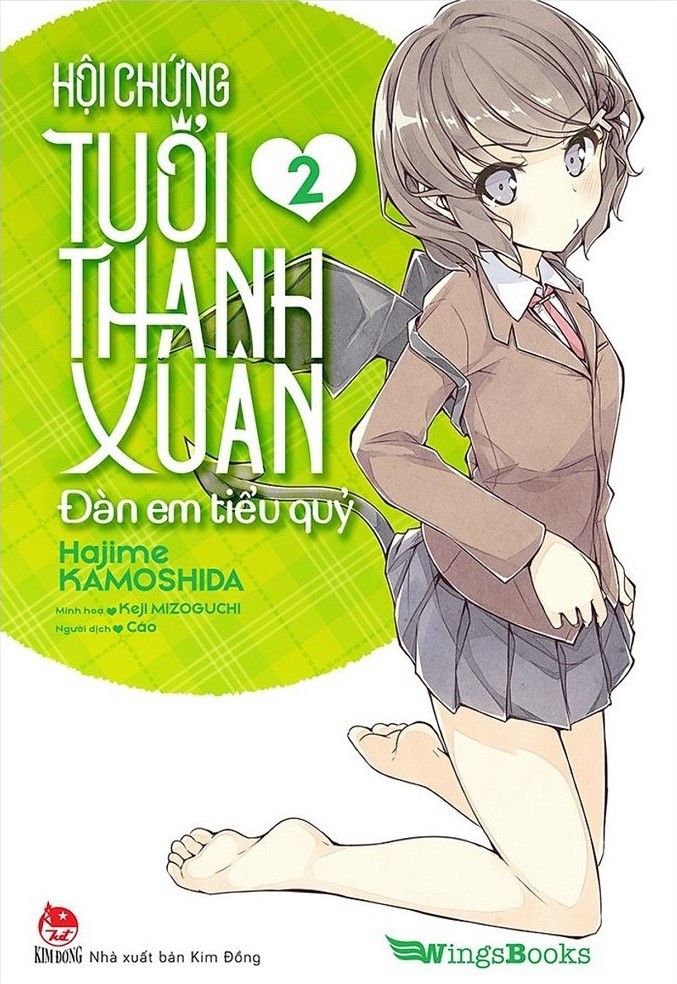 HỘI CHỨNG
TUỔI
2
THANH
XUÂN
Đàn em tiểu quỷ
Hajime
KAMOSHIDA
Minh hoạ ❤ Keji MIZOGUCHI
Người dịch ❤ Cáo
KIM ĐỒNG Nhà xuất bản Kim Đồng
WingsBooks